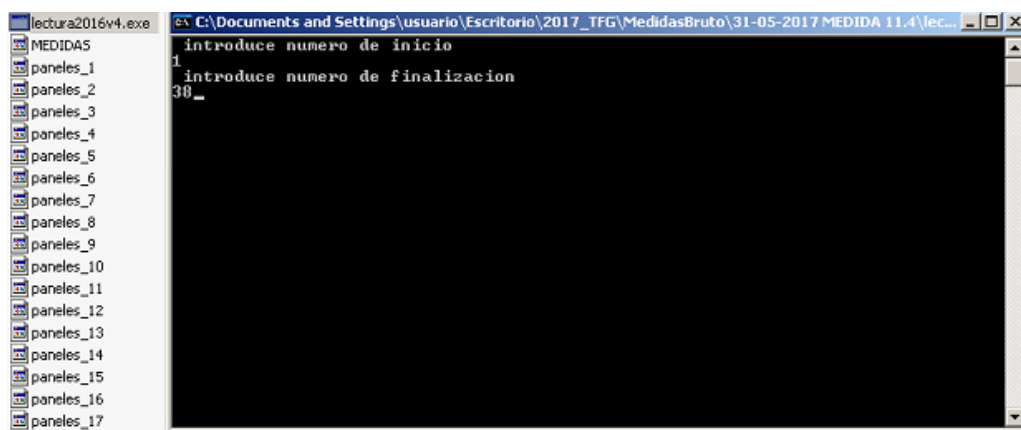 lectura2016v4.exe
MEDIDAS
paneles_1
paneles_2
paneles_3
paneles_4
paneles_5
paneles_6
paneles_7
paneles_8
paneles_9
paneles_10
paneles_11
paneles_12
paneles_13
paneles_14
paneles_15
paneles_16
paneles_17
C:\Documents and Settings\usuario\Escritorio\2017_TFG\MedidasBruto\31-05-2017 MEDIDA 11.4\lec...
introduce numero de inicio
1
introduce numero de finalizacion
38_